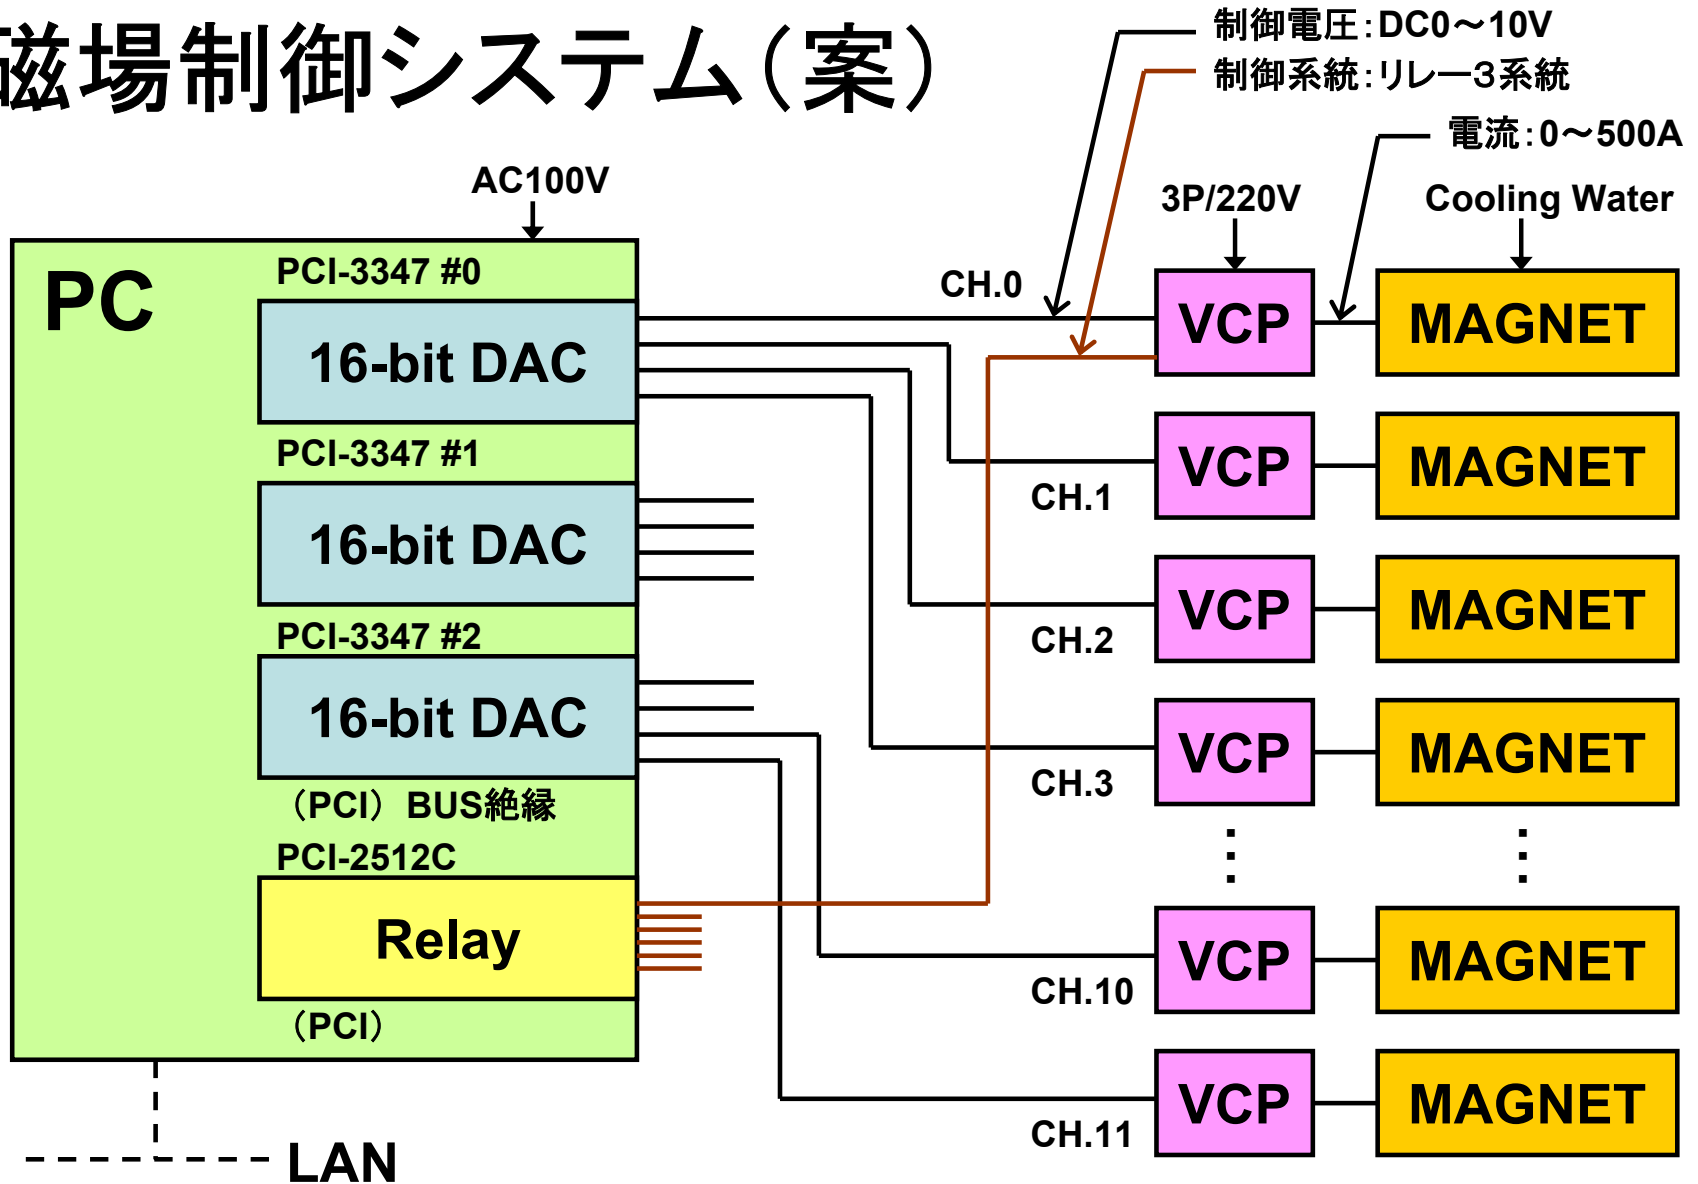 磁場制御システム（案）
制御電圧：DC0～10V
制御系統：リレー３系統
電流：0～500A
AC100V
3P/220V
Cooling Water
PC
PCI-3347 #0
16-bit DAC
PCI-3347 #1
16-bit DAC
PCI-3347 #2
16-bit DAC
（PCI）BUS絶縁
PCI-2512C
Relay
（PCI）
LAN
CH.0
VCP
MAGNET
CH.1
VCP
MAGNET
CH.2
VCP
MAGNET
CH.3
VCP
MAGNET
CH.10
VCP
MAGNET
CH.11
VCP
MAGNET